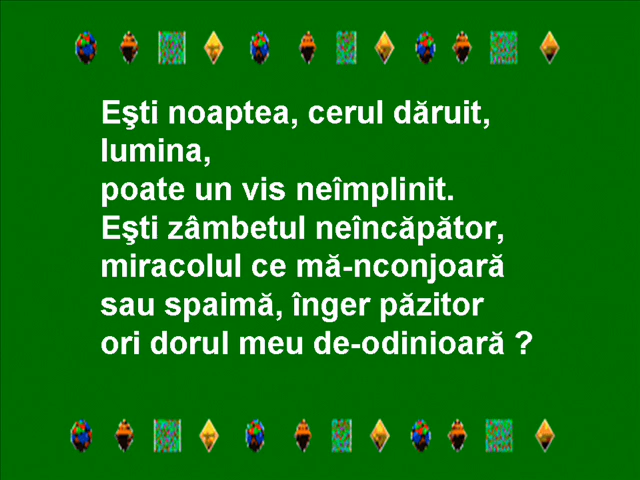 Eşti noaptea, cerul dăruit,
lumina,
poate un vis neîmplinit.
Eşti zâmbetul neîncăpător,
miracolul ce mă-nconjoară
sau spaimă, înger păzitor
ori dorul meu de-odinioară ?